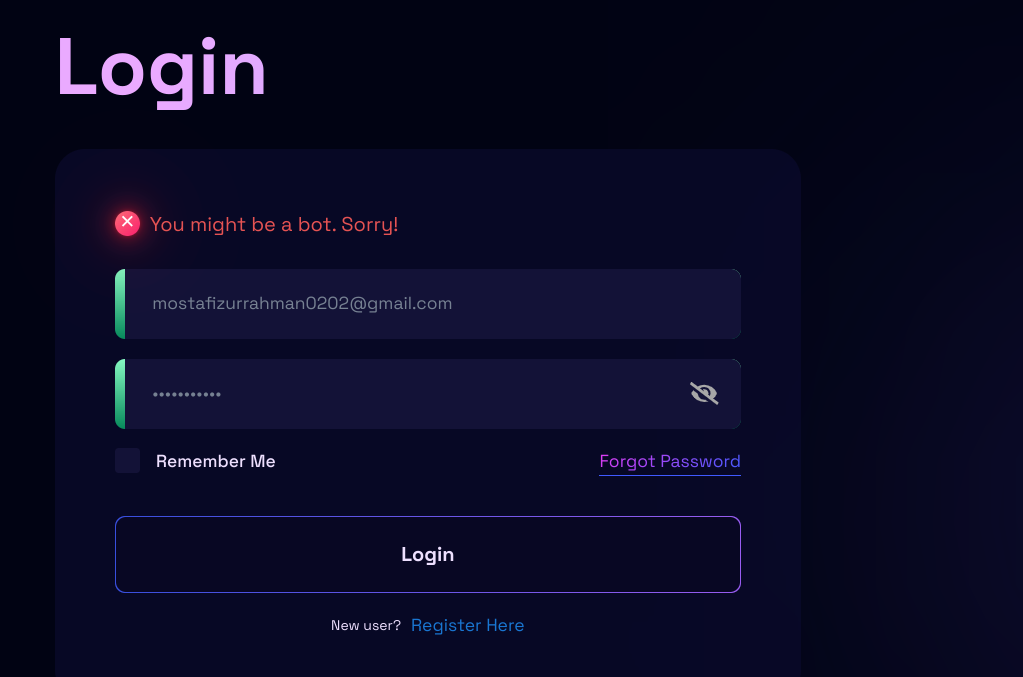 Login
You might be a bot. Sorry!
mostafizurrahman0202@gmail.com
•••••••••••
Remember Me
Forgot Password
Login
New user? Register Here